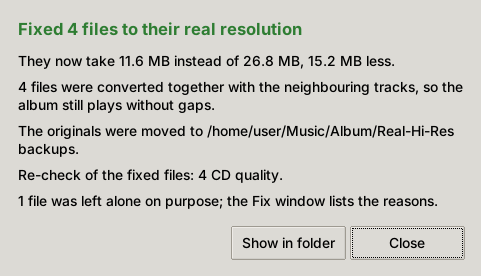 Fixed 4 files to their real resolution
They now take 11.6 MB instead of 26.8 MB, 15.2 MB less.
4 files were converted together with the neighbouring tracks, so the
album still plays without gaps.
The originals were moved to /home/user/Music/Album/Real-Hi-Res
backups.
Re-check of the fixed files: 4 CD quality.
1 file was left alone on purpose; the Fix window lists the reasons.
Show in folder
Close